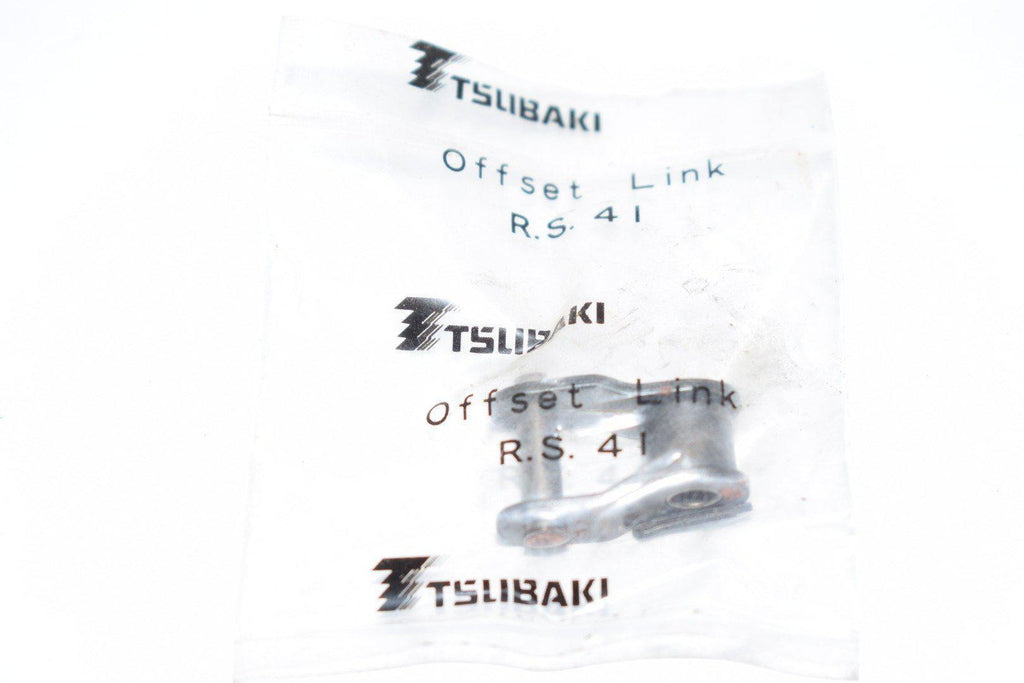 TSUBAKI
Offset Link
R.S. 41
TSUBAKI
Offset Link
R.S. 41
TSUBAKI